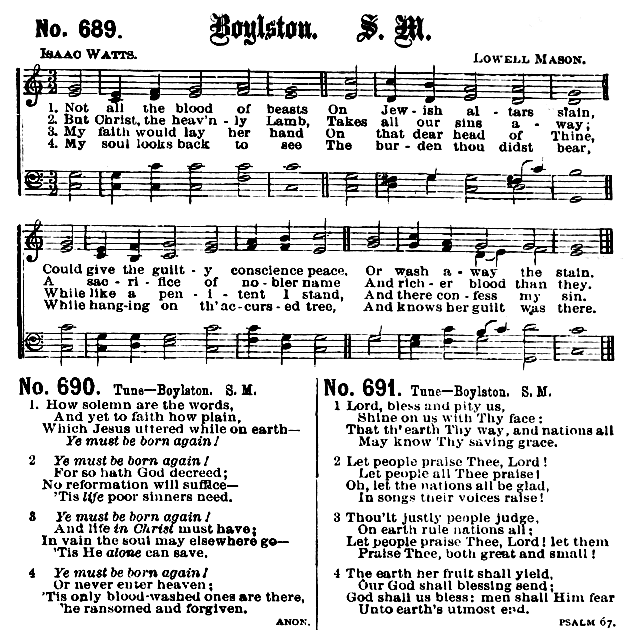 No. 689. Boylston. S. M.
Isaac Watts. Lowell Mason.
1. Not all the blood of beasts On Jew-ish al-tars slain,
2. But Christ, the heav'n-ly Lamb, Takes all our sins a-way;
3. My faith would lay her hand On that dear head of Thine,
4. My soul looks back to see The bur-den thou didst bear,
Could give the guilt-y conscience peace, Or wash a-way the stain.
A sac-ri-fice of no-bler name And rich-er blood than they.
While like a pen-i-tent I stand, And there con-fess my sin.
While hang-ing on th' ac-curs-ed tree, And knows her guilt was there.
No. 690. Tune—Boylston. S. M.
1. How solemn are the words,
And yet to faith how plain,
Which Jesus uttered while on earth—
Ye must be born again!
2 Ye must be born again!
For so hath God decreed;
No reformation will suffice—
'Tis life poor sinners need.
3 Ye must be born again!
And life in Christ must have;
In vain the soul may elsewhere go—
'Tis He alone can save.
4 Ye must be born again!
Or never enter heaven;
'Tis only blood-washed ones are there,
'he ransomed and forgiven.
ANON.
No. 691. Tune—Boylston. S. M.
1 Lord, bless and pity us,
Shine on us with Thy face:
That th' earth Thy way, and nations all
May know Thy saving grace.
2 Let people praise Thee, Lord!
Let people all Thee praise!
Oh, let the nations all be glad,
In songs their voices raise!
3 Thou'lt justly people judge,
On earth rule nations all:
Let people praise Thee, Lord! let them
Praise Thee, both great and small!
4 The earth her fruit shall yield,
Our God shall blessing send;
God shall us bless; men shall Him fear
Unto earth's utmost end.
PSALM 67.